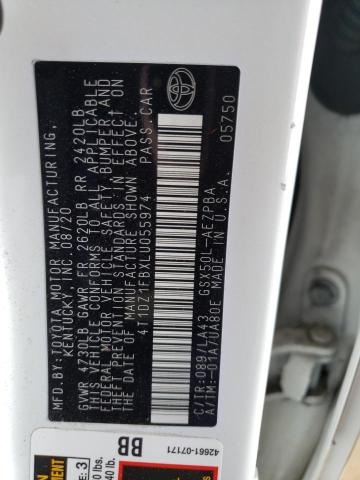 MFD. BY: TOYOTA MOTOR MANUFACTURING,
KENTUCKY, INC. 08/20
GVWR 4730LB GAWR FR 2620LB RR 2420LB
THIS VEHICLE CONFORMS TO ALL APPLICABLE
FEDERAL MOTOR VEHICLE SAFETY, BUMPER, AND
THEFT PREVENTION STANDARDS IN EFFECT ON
THE DATE OF MANUFACTURE SHOWN ABOVE.
4T1DZ1FBXLU055974 PASS.CAR
C/TR: 089/LA43 GSX50L-AEZPBA
A/TM:-01A/UA80E MADE IN U.S.A.
05750
TOYOTA
42661-07171
BB